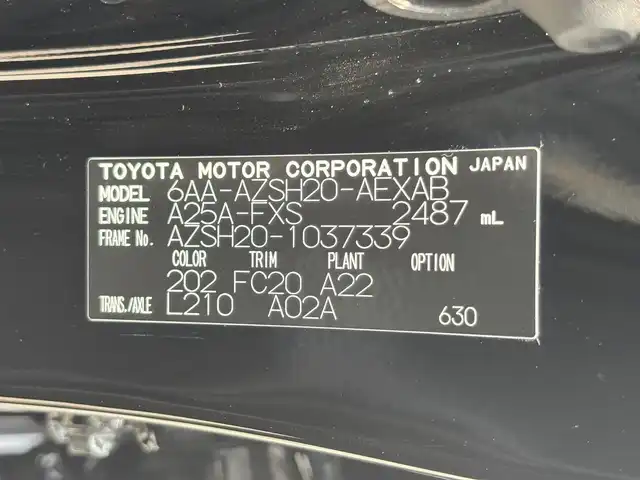 TOYOTA MOTOR CORPORATION JAPAN
MODEL 6AA-AZSH20-AEXAB
ENGINE A25A-FXS 2487 mL
FRAME No. AZSH20-1037339
COLOR TRIM PLANT OPTION
202 FC20 A22
TRANS./AXLE L210 A02A 630